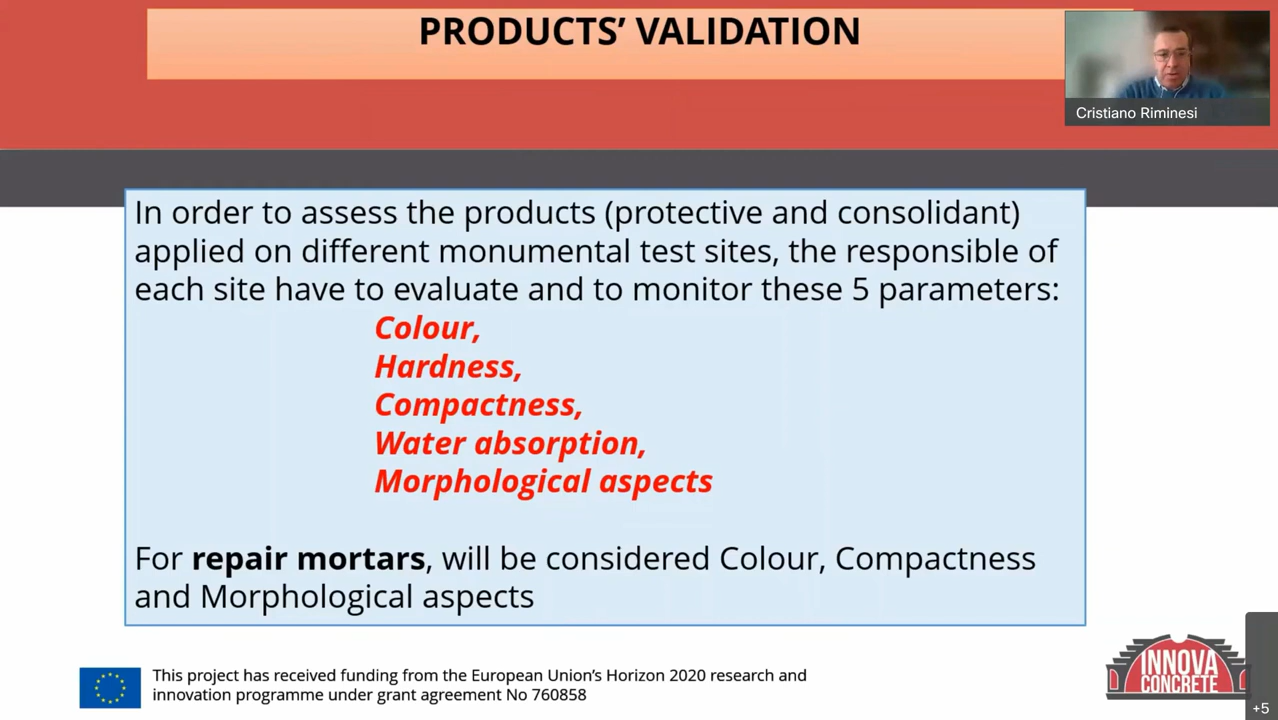 PRODUCTS’ VALIDATION
Cristiano Riminesi
In order to assess the products (protective and consolidant)
applied on different monumental test sites, the responsible of
each site have to evaluate and to monitor these 5 parameters:
Colour,
Hardness,
Compactness,
Water absorption,
Morphological aspects
For repair mortars, will be considered Colour, Compactness
and Morphological aspects
This project has received funding from the European Union’s Horizon 2020 research and
innovation programme under grant agreement No 760858
INNOVA
CONCRETE
+5